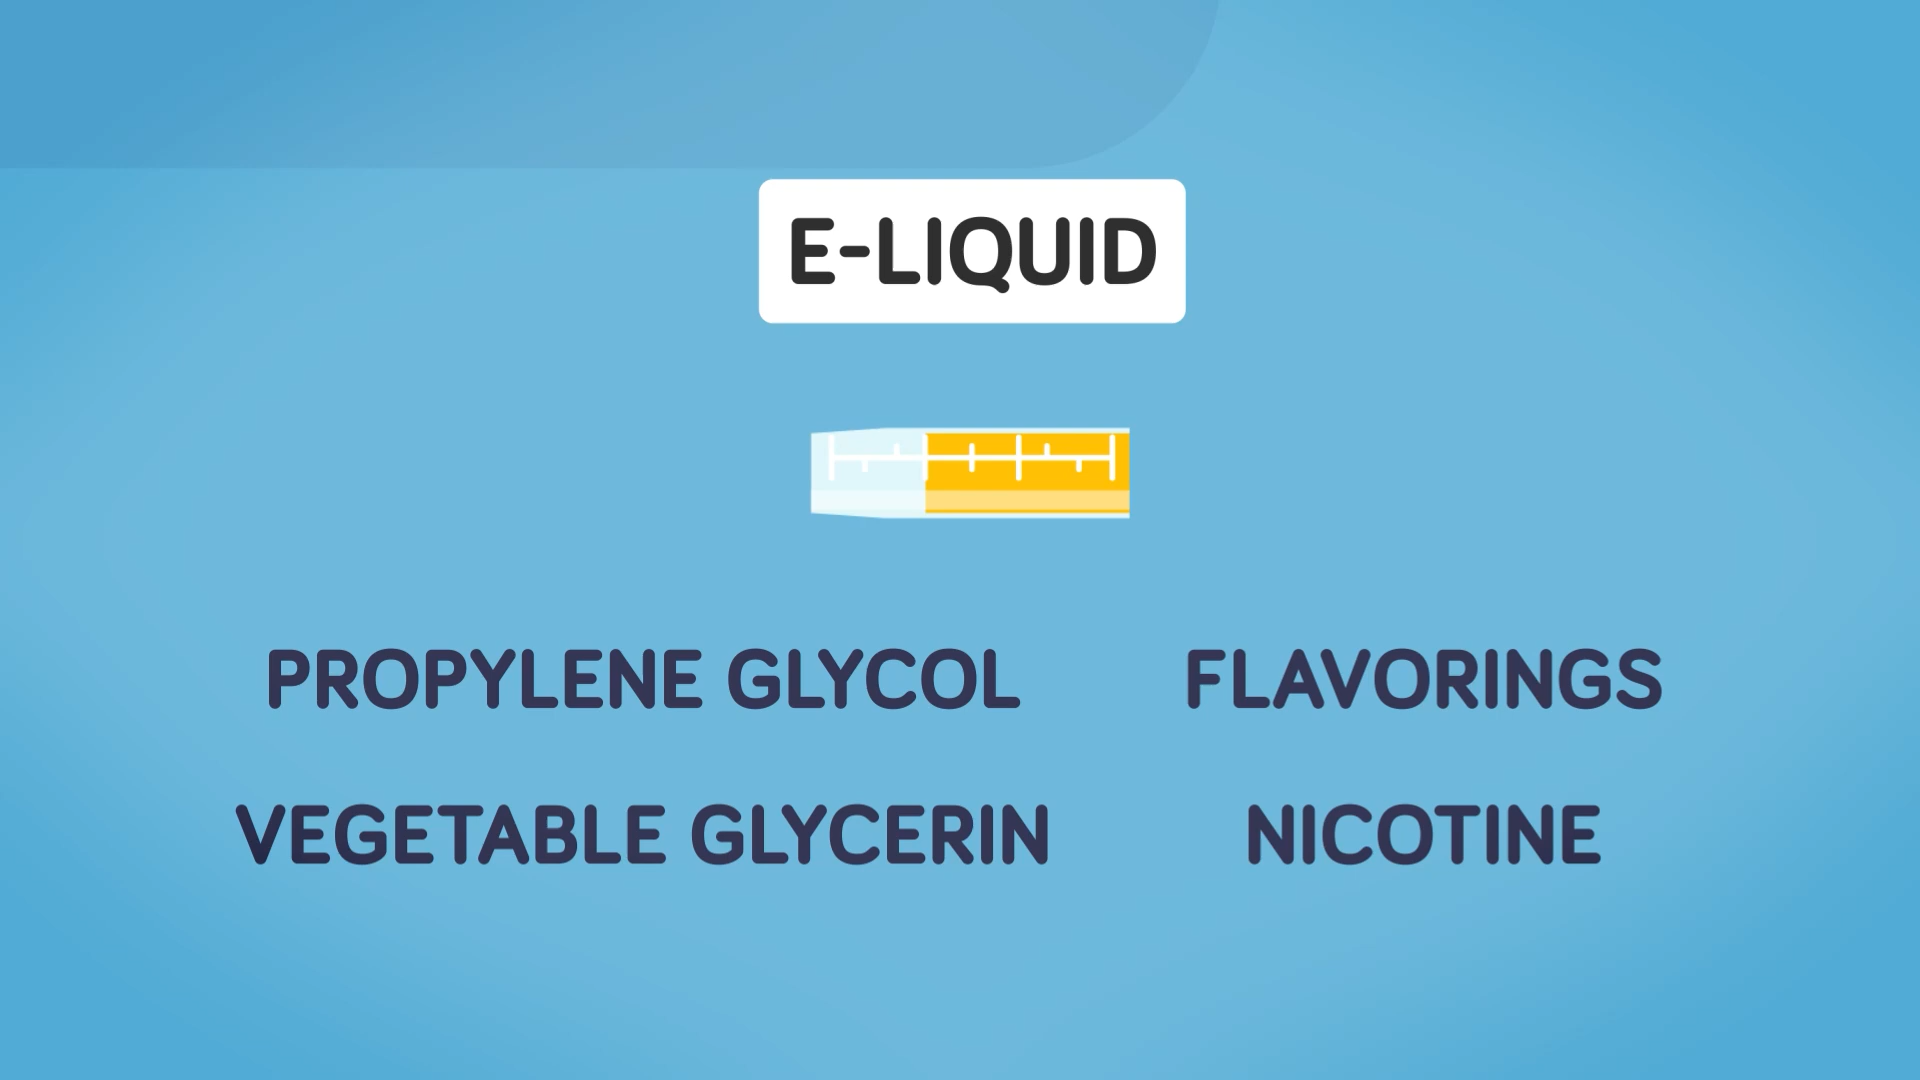 E-LIQUID
PROPYLENE GLYCOL
FLAVORINGS
VEGETABLE GLYCERIN
NICOTINE